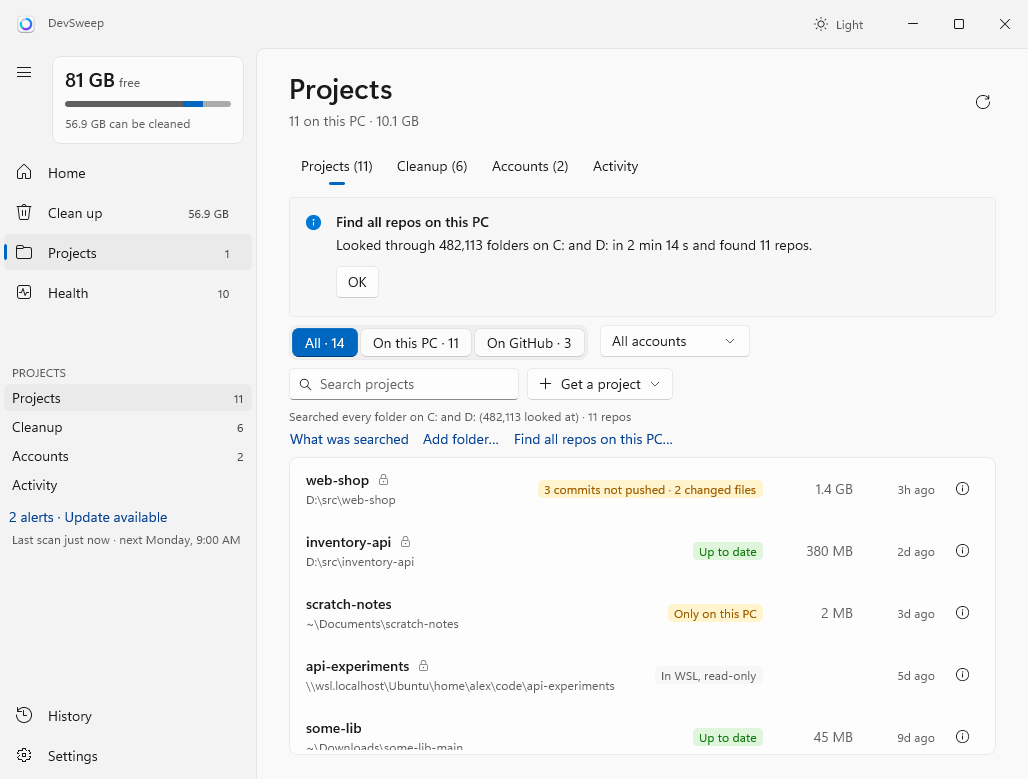 DevSweep
Light
81 GB free
56.9 GB can be cleaned
Home
Clean up 56.9 GB
Projects 1
Health 10
PROJECTS
Projects 11
Cleanup 6
Accounts 2
Activity
2 alerts · Update available
Last scan just now · next Monday, 9:00 AM
History
Settings
Projects
11 on this PC · 10.1 GB
Projects (11) Cleanup (6) Accounts (2) Activity
Find all repos on this PC
Looked through 482,113 folders on C: and D: in 2 min 14 s and found 11 repos.
OK
All · 14 On this PC · 11 On GitHub · 3 All accounts
Search projects Get a project
Searched every folder on C: and D: (482,113 looked at) · 11 repos
What was searched Add folder... Find all repos on this PC...
web-shop 3 commits not pushed · 2 changed files 1.4 GB 3h ago
D:\src\web-shop
inventory-api Up to date 380 MB 2d ago
D:\src\inventory-api
scratch-notes Only on this PC 2 MB 3d ago
~\Documents\scratch-notes
api-experiments In WSL, read-only 5d ago
\\wsl.localhost\Ubuntu\home\alex\code\api-experiments
some-lib Up to date 45 MB 9d ago
~\Downloads\some-lib-main